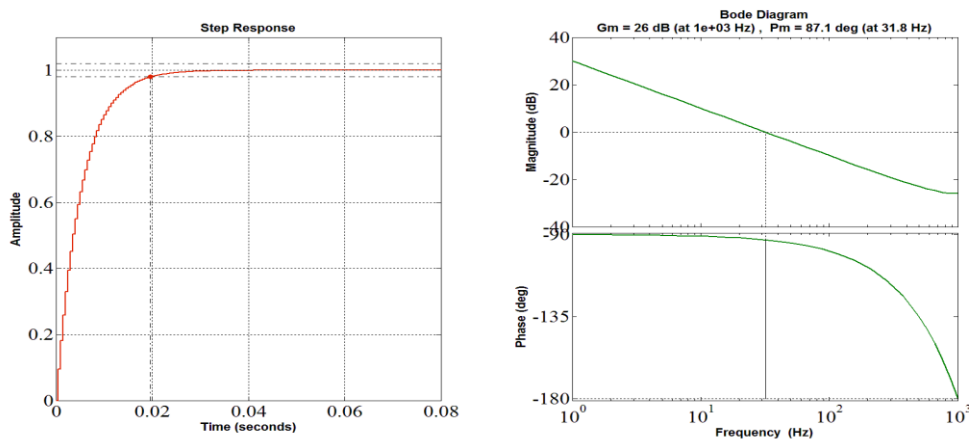 Step Response
Amplitude
1
0.8
0.6
0.4
0.2
0
0 0.02 0.04 0.06 0.08
Time (seconds)
Bode Diagram
Gm = 26 dB (at 1e+03 Hz) , Pm = 87.1 deg (at 31.8 Hz)
Magnitude (dB)
40
20
0
-20
-40
Phase (deg)
-90
-135
-180
10^0 10^1 10^2 10^3
Frequency (Hz)